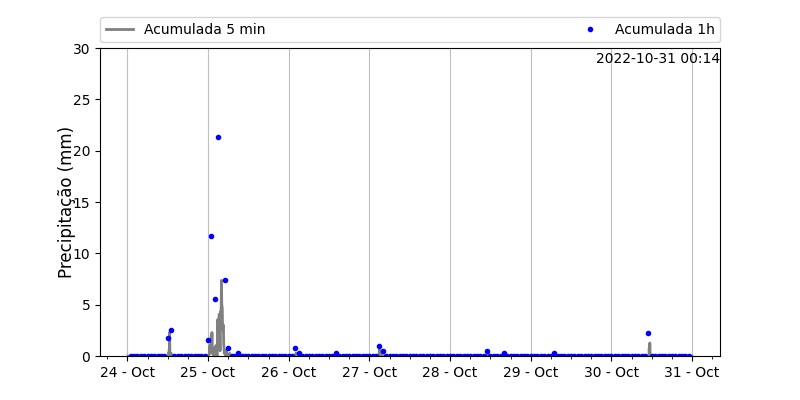 Acumulada 5 min Acumulada 1h
2022-10-31 00:14
Precipitação (mm)
30
25
20
15
10
5
0
24 - Oct 25 - Oct 26 - Oct 27 - Oct 28 - Oct 29 - Oct 30 - Oct 31 - Oct